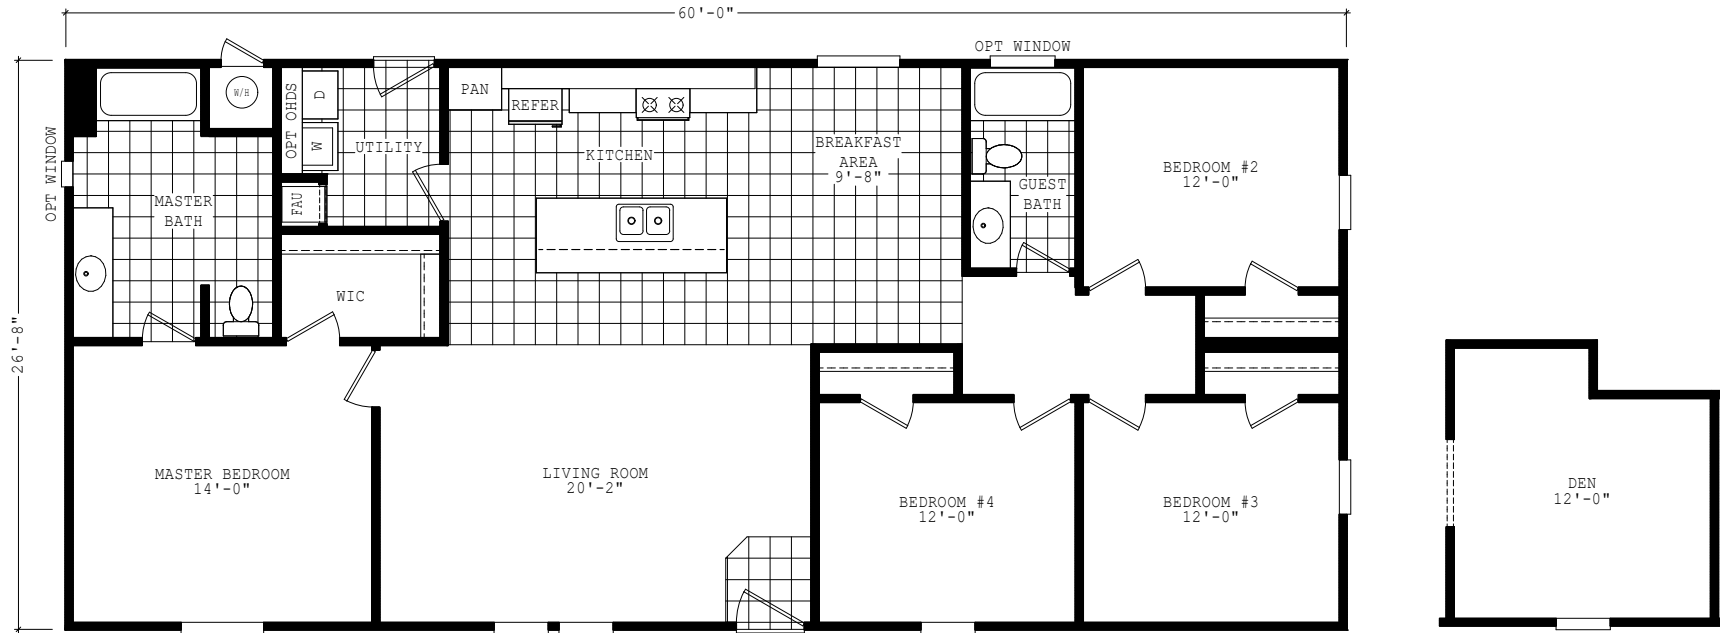 60'-0"
OPT WINDOW
26'-8"
OPT WINDOW
W/H
OPT OHDS
D
W
FAU
UTILITY
MASTER
BATH
WIC
PAN
REFER
KITCHEN
BREAKFAST
AREA
9'-8"
GUEST
BATH
BEDROOM #2
12'-0"
MASTER BEDROOM
14'-0"
LIVING ROOM
20'-2"
BEDROOM #4
12'-0"
BEDROOM #3
12'-0"
DEN
12'-0"